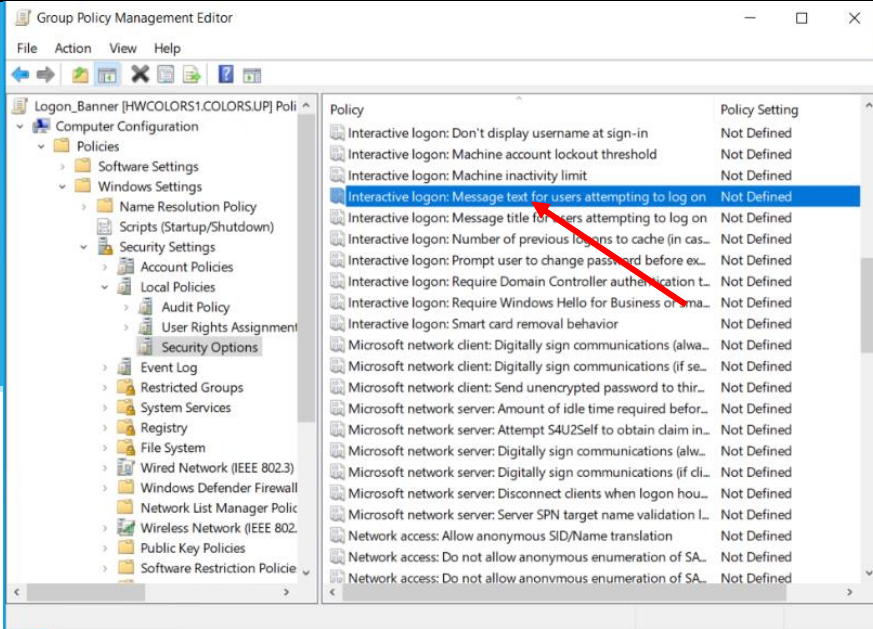 Group Policy Management Editor
File Action View Help
Logon_Banner [HWCOLORS1.COLORS.UP] Poli
Computer Configuration
Policies
Software Settings
Windows Settings
Name Resolution Policy
Scripts (Startup/Shutdown)
Security Settings
Account Policies
Local Policies
Audit Policy
User Rights Assignment
Security Options
Event Log
Restricted Groups
System Services
Registry
File System
Wired Network (IEEE 802.3)
Windows Defender Firewall
Network List Manager Polic
Wireless Network (IEEE 802.
Public Key Policies
Software Restriction Policie
Policy Policy Setting
Interactive logon: Don't display username at sign-in Not Defined
Interactive logon: Machine account lockout threshold Not Defined
Interactive logon: Machine inactivity limit Not Defined
Interactive logon: Message text for users attempting to log on Not Defined
Interactive logon: Message title for users attempting to log on Not Defined
Interactive logon: Number of previous logons to cache (in cas... Not Defined
Interactive logon: Prompt user to change password before ex... Not Defined
Interactive logon: Require Domain Controller authentication t... Not Defined
Interactive logon: Require Windows Hello for Business or sma... Not Defined
Interactive logon: Smart card removal behavior Not Defined
Microsoft network client: Digitally sign communications (alwa... Not Defined
Microsoft network client: Digitally sign communications (if se... Not Defined
Microsoft network client: Send unencrypted password to thir... Not Defined
Microsoft network server: Amount of idle time required befor... Not Defined
Microsoft network server: Attempt S4U2Self to obtain claim in... Not Defined
Microsoft network server: Digitally sign communications (alw... Not Defined
Microsoft network server: Digitally sign communications (if cli... Not Defined
Microsoft network server: Disconnect clients when logon hou... Not Defined
Microsoft network server: Server SPN target name validation l... Not Defined
Network access: Allow anonymous SID/Name translation Not Defined
Network access: Do not allow anonymous enumeration of SA... Not Defined
Network access: Do not allow anonymous enumeration of SA... Not Defined